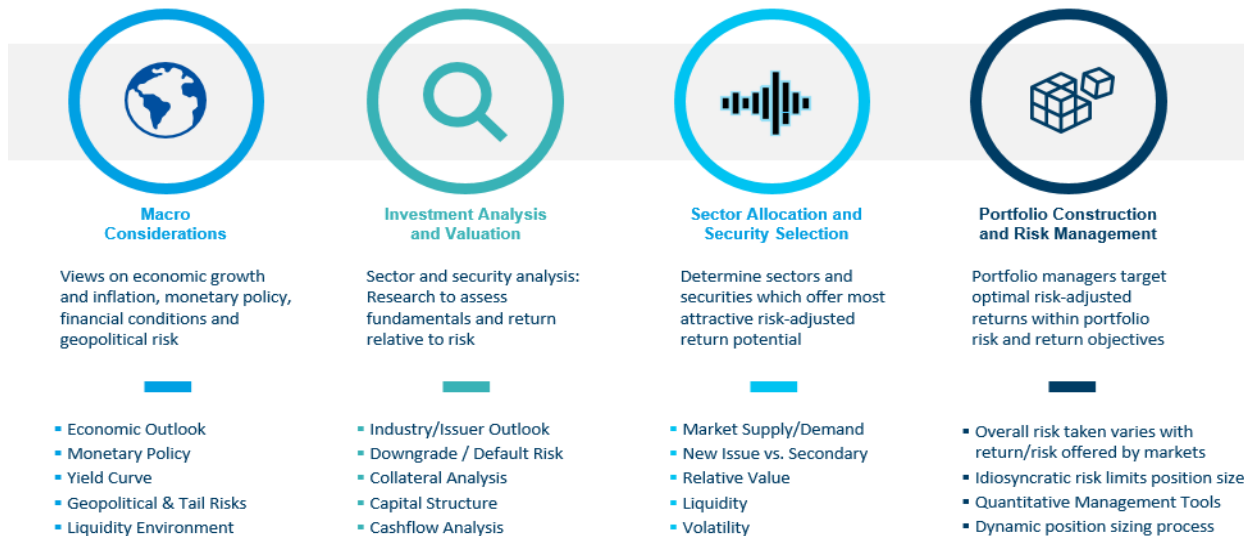 Macro
Considerations
Views on economic growth
and inflation, monetary policy,
financial conditions and
geopolitical risk
▪ Economic Outlook
▪ Monetary Policy
▪ Yield Curve
▪ Geopolitical & Tail Risks
▪ Liquidity Environment
Investment Analysis
and Valuation
Sector and security analysis:
Research to assess
fundamentals and return
relative to risk
▪ Industry/Issuer Outlook
▪ Downgrade / Default Risk
▪ Collateral Analysis
▪ Capital Structure
▪ Cashflow Analysis
Sector Allocation and
Security Selection
Determine sectors and
securities which offer most
attractive risk-adjusted
return potential
▪ Market Supply/Demand
▪ New Issue vs. Secondary
▪ Relative Value
▪ Liquidity
▪ Volatility
Portfolio Construction
and Risk Management
Portfolio managers target
optimal risk-adjusted
returns within portfolio
risk and return objectives
▪ Overall risk taken varies with
return/risk offered by markets
▪ Idiosyncratic risk limits position size
▪ Quantitative Management Tools
▪ Dynamic position sizing process